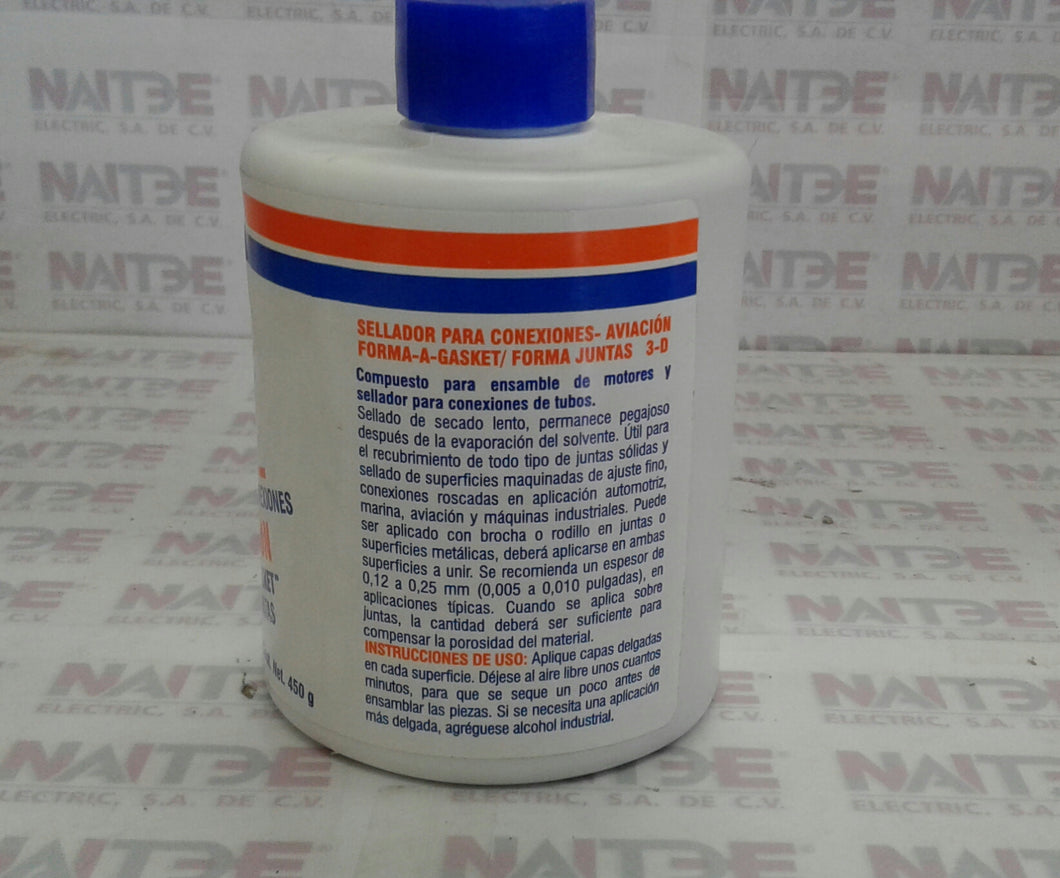 SELLADOR PARA CONEXIONES- AVIACIÓN
FORMA-A-GASKET/ FORMA JUNTAS 3-D
Compuesto para ensamble de motores y
sellador para conexiones de tubos.
Sellado de secado lento, permanece pegajoso
después de la evaporación del solvente. Útil para
el recubrimiento de todo tipo de juntas sólidas y
sellado de superficies maquinadas de ajuste fino,
conexiones roscadas en aplicación automotriz,
marina, aviación y máquinas industriales. Puede
ser aplicado con brocha o rodillo en juntas o
superficies metálicas, deberá aplicarse en ambas
superficies a unir. Se recomienda un espesor de
0,12 a 0,25 mm (0,005 a 0,010 pulgadas), en
aplicaciones típicas. Cuando se aplica sobre
juntas, la cantidad deberá ser suficiente para
compensar la porosidad del material.
INSTRUCCIONES DE USO: Aplique capas delgadas
en cada superficie. Déjese al aire libre unos cuantos
minutos, para que se seque un poco antes de
ensamblar las piezas. Si se necesita una aplicación
más delgada, agréguese alcohol industrial.
Net. 450 g
NAITEE
ELECTRIC, S.A. DE C.V.